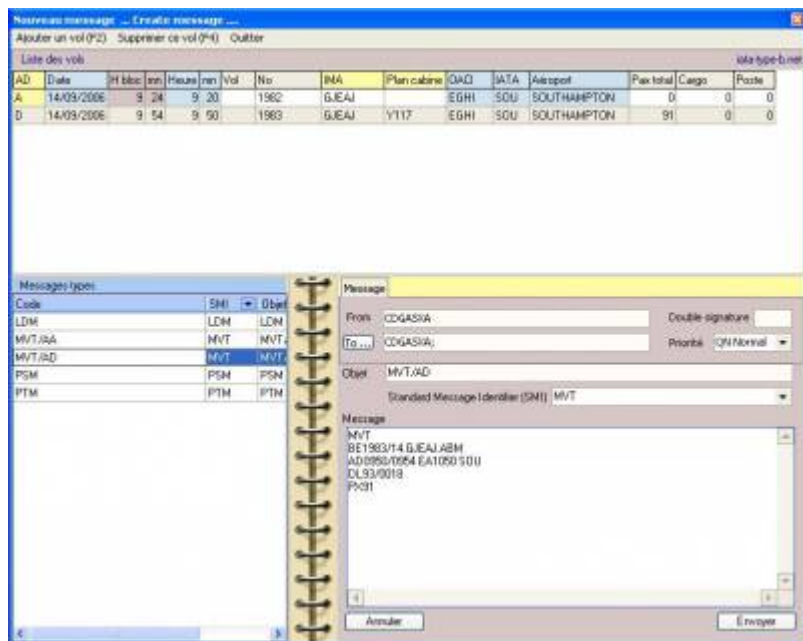 Nouveau message ... Create message ....
Ajouter un vol (F2) Supprimer ce vol (F4) Quitter
Liste des vols iata-type-b.net
AD Date H bloc mn Heure mn Vol No IMA Plan cabine OACI IATA Aéroport Pax total Cargo Poste
A 14/09/2006 9 24 9 20 1982 GJEAJ EGHI SOU SOUTHAMPTON 0 0 0
D 14/09/2006 9 54 9 50 1983 GJEAJ Y117 EGHI SOU SOUTHAMPTON 91 0 0
Messages types
Code SMI Objet
LDM LDM LDM
MVT/AA MVT MVT/
MVT/AD MVT MVT/
PSM PSM PSM
PTM PTM PTM
Message
From Double signature
To ... Priorité QN Normal
Objet MVT/AD
Standard Message Identifier (SMI) MVT
Message
MVT
BE1983/14.GJEAJ.ABM
AD0950/0954 EA1050 SOU
DL93/0018
PX91
Annuler Envoyer